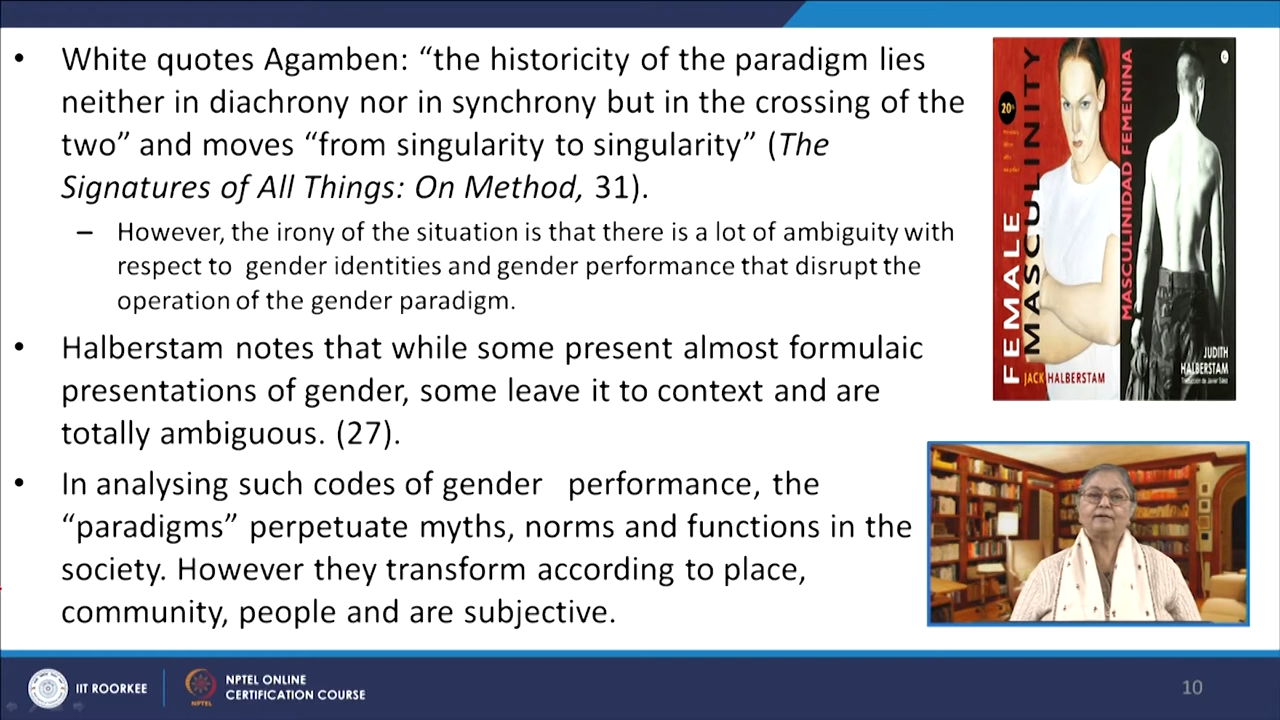 • White quotes Agamben: “the historicity of the paradigm lies
neither in diachrony nor in synchrony but in the crossing of the
two” and moves “from singularity to singularity” (The
Signatures of All Things: On Method, 31).
– However, the irony of the situation is that there is a lot of ambiguity with
respect to gender identities and gender performance that disrupt the
operation of the gender paradigm.
• Halberstam notes that while some present almost formulaic
presentations of gender, some leave it to context and are
totally ambiguous. (27).
• In analysing such codes of gender performance, the
“paradigms” perpetuate myths, norms and functions in the
society. However they transform according to place,
community, people and are subjective.
20
FEMALE
MASCULINITY
JACK HALBERSTAM
MASCULINIDAD FEMENINA
JUDITH
HALBERSTAM
Traducción de Javier Sáez
IIT ROORKEE
NPTEL
NPTEL ONLINE
CERTIFICATION COURSE
10